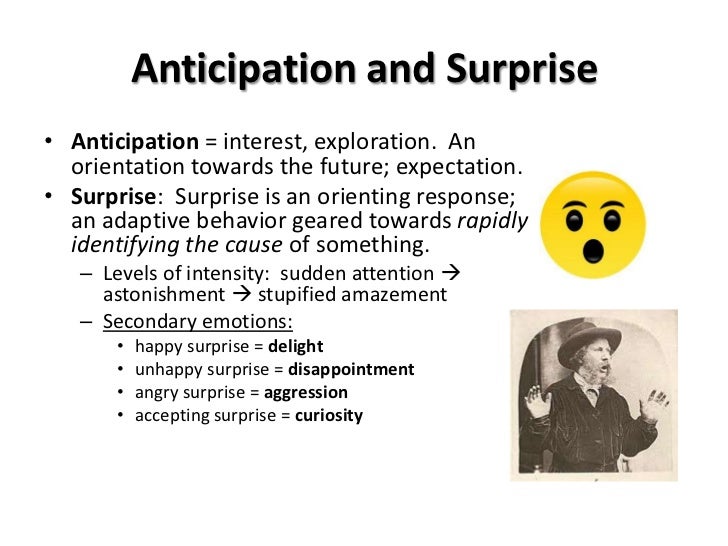 Anticipation and Surprise
• Anticipation = interest, exploration.  An
orientation towards the future; expectation.
• Surprise:  Surprise is an orienting response;
an adaptive behavior geared towards rapidly
identifying the cause of something.
– Levels of intensity:  sudden attention →
astonishment → stupified amazement
– Secondary emotions:
• happy surprise = delight
• unhappy surprise = disappointment
• angry surprise = aggression
• accepting surprise = curiosity